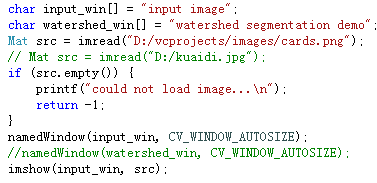 char input_win[] = "input image";
char watershed_win[] = "watershed segmentation demo";
Mat src = imread("D:/vcprojects/images/cards.png");
// Mat src = imread("D:/kuaidi.jpg");
if (src.empty()) {
    printf("could not load image...\n");
    return -1;
}
namedWindow(input_win, CV_WINDOW_AUTOSIZE);
//namedWindow(watershed_win, CV_WINDOW_AUTOSIZE);
imshow(input_win, src);